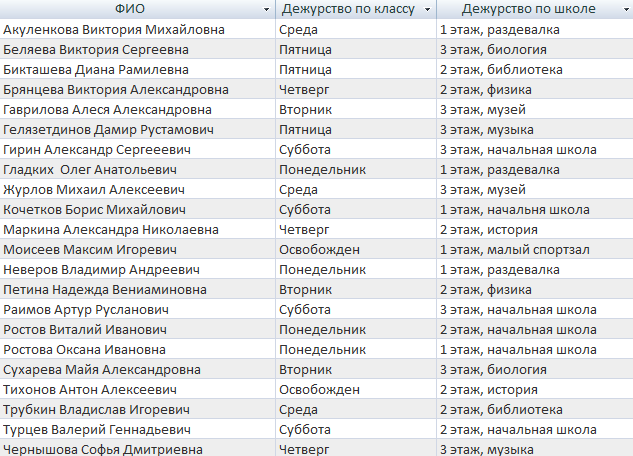 ФИО Дежурство по классу Дежурство по школе
Акуленкова Виктория Михайловна Среда 1 этаж, раздевалка
Беляева Виктория Сергеевна Пятница 3 этаж, биология
Бикташева Диана Рамилевна Пятница 2 этаж, библиотека
Брянцева Виктория Александровна Четверг 2 этаж, физика
Гаврилова Алеся Александровна Вторник 3 этаж, музей
Гелязетдинов Дамир Рустамович Пятница 3 этаж, музыка
Гирин Александр Сергееевич Суббота 3 этаж, начальная школа
Гладких Олег Анатольевич Понедельник 1 этаж, раздевалка
Журлов Михаил Алексеевич Среда 3 этаж, музей
Кочетков Борис Михайлович Суббота 1 этаж, начальня школа
Маркина Александра Николаевна Четверг 2 этаж, история
Моисеев Максим Игоревич Освобожден 1 этаж, малый спортзал
Неверов Владимир Андреевич Понедельник 1 этаж, раздевалка
Петина Надежда Вениаминовна Вторник 2 этаж, физика
Раимов Артур Русланович Суббота 3 этаж, начальная школа
Ростов Виталий Иванович Понедельник 2 этаж, начальная школа
Ростова Оксана Ивановна Понедельник 1 этаж, начальная школа
Сухарева Майя Александровна Вторник 3 этаж, биология
Тихонов Антон Алексеевич Освобожден 2 этаж, история
Трубкин Владислав Игоревич Среда 2 этаж, библиотека
Турцев Валерий Геннадьевич Суббота 2 этаж, начальная школа
Чернышова Софья Дмитриевна Четверг 3 этаж, музыка